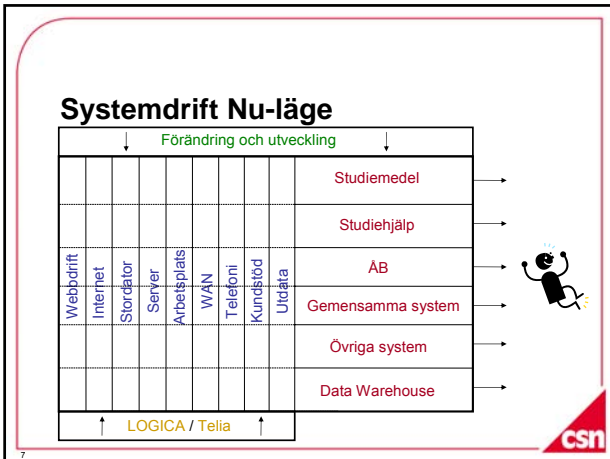 Systemdrift Nu-läge
Förändring och utveckling
Webbdrift
Internet
Stordator
Server
Arbetsplats
WAN
Telefoni
Kundstöd
Utdata
Studiemedel
Studiehjälp
ÅB
Gemensamma system
Övriga system
Data Warehouse
LOGICA / Telia
csn
7